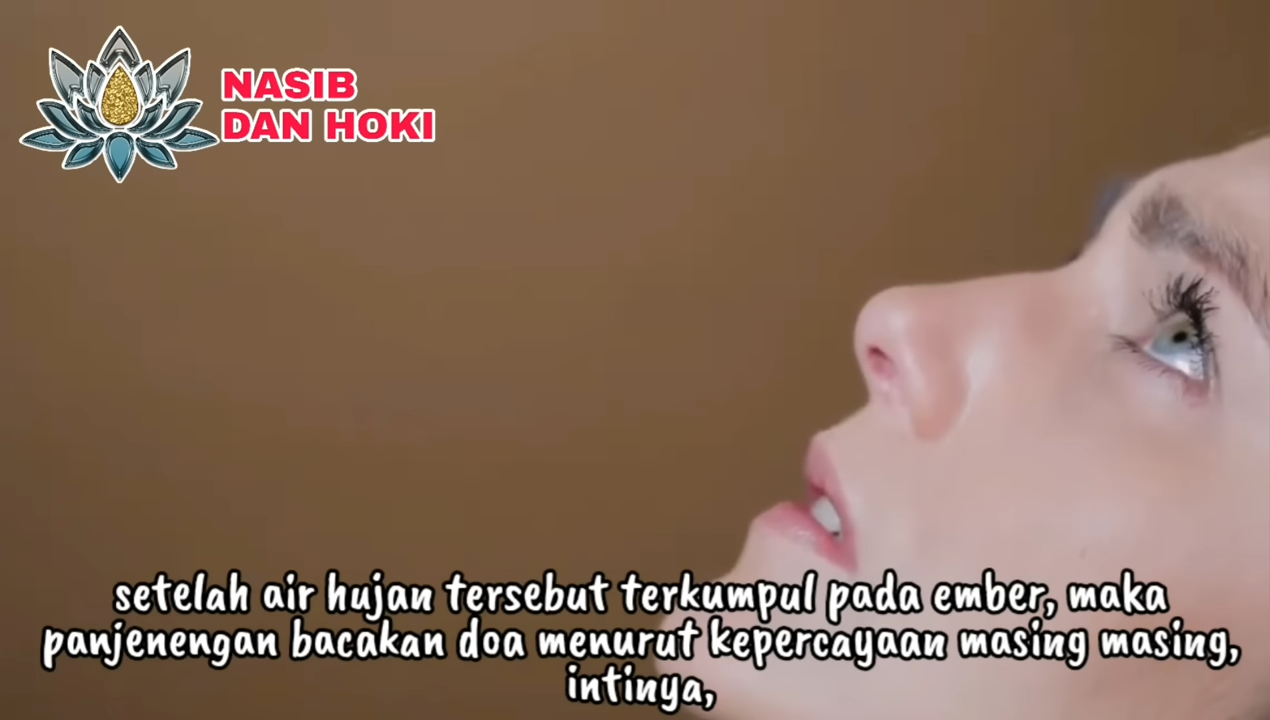 NASIB
DAN HOKI
setelah air hujan tersebut terkumpul pada ember, maka
panjenengan bacakan doa menurut kepercayaan masing masing,
intinya,